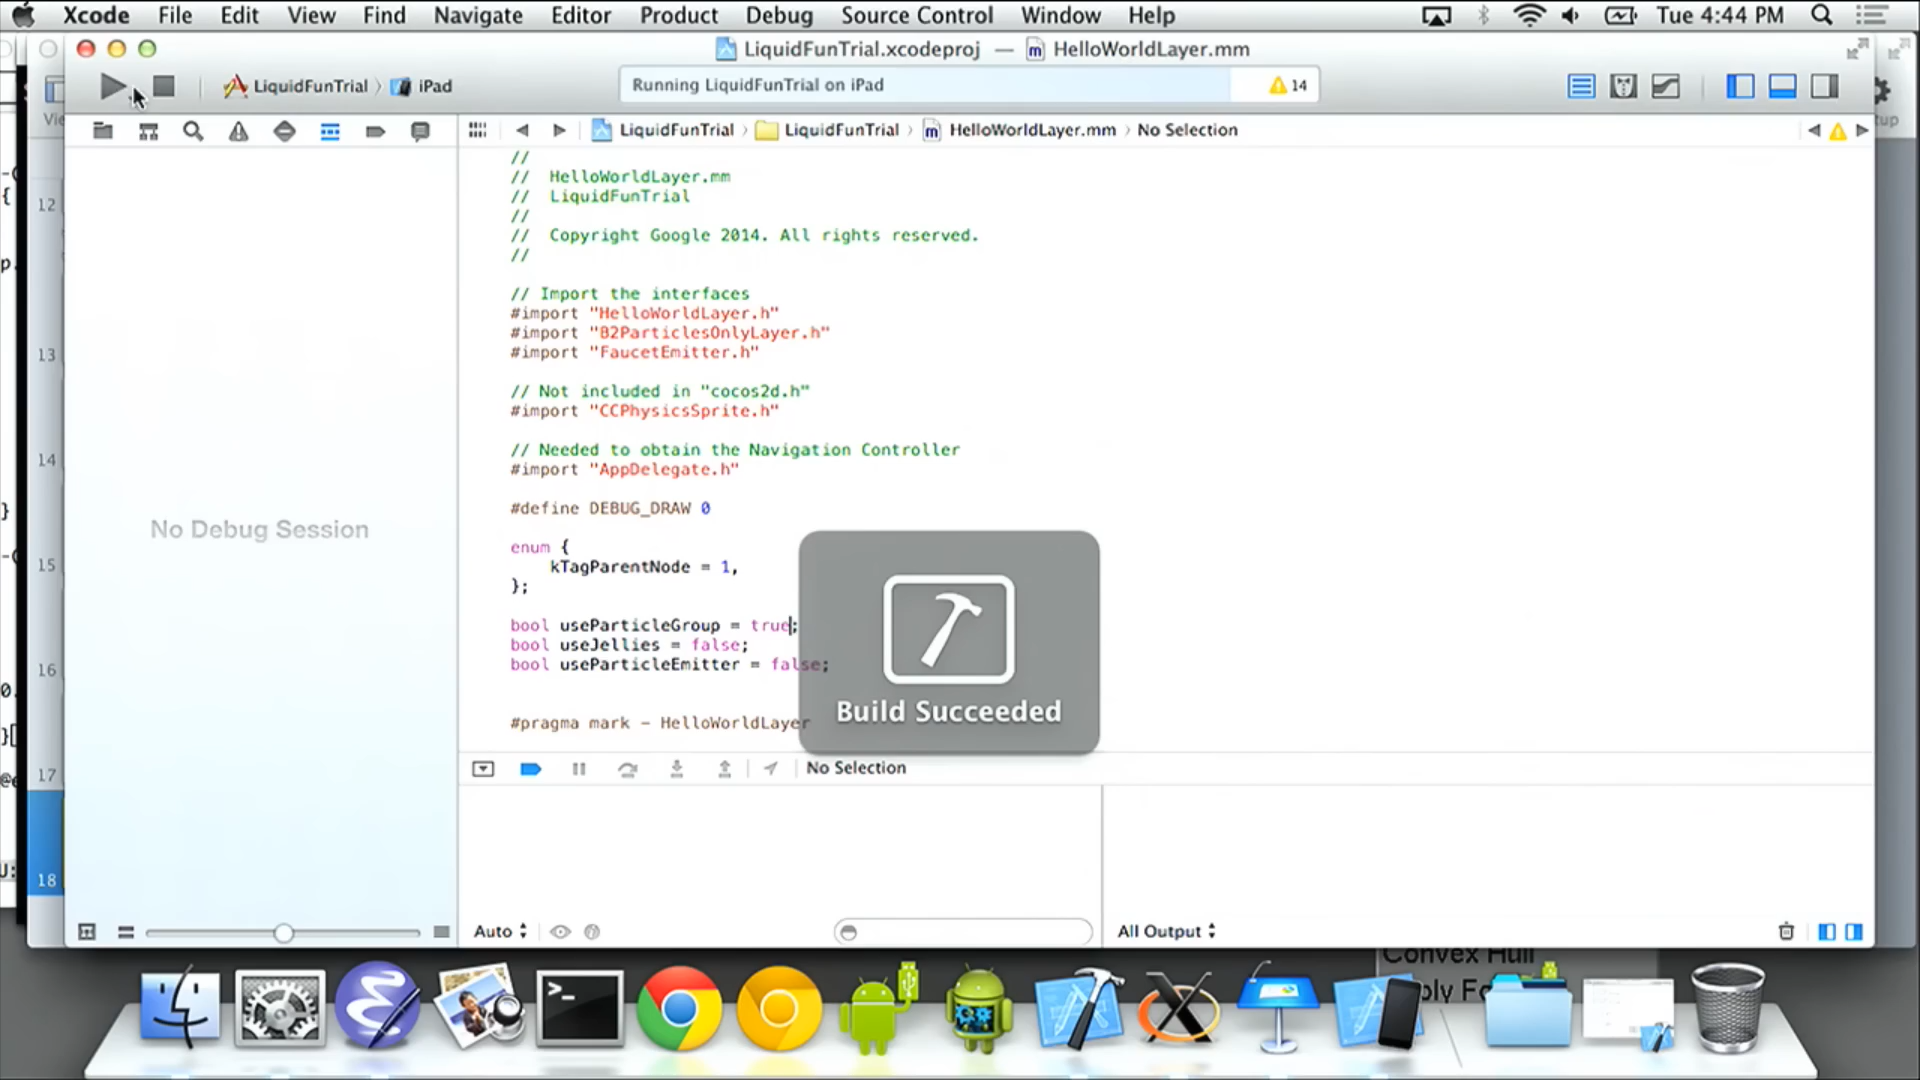 Xcode File Edit View Find Navigate Editor Product Debug Source Control Window Help Tue 4:44 PM
LiquidFunTrial.xcodeproj — HelloWorldLayer.mm
LiquidFunTrial 〉 iPad
Running LiquidFunTrial on iPad
14
LiquidFunTrial 〉 LiquidFunTrial 〉 HelloWorldLayer.mm 〉 No Selection
//
// HelloWorldLayer.mm
// LiquidFunTrial
//
// Copyright Google 2014. All rights reserved.
//
// Import the interfaces
#import "HelloWorldLayer.h"
#import "B2ParticlesOnlyLayer.h"
#import "FaucetEmitter.h"
// Not included in "cocos2d.h"
#import "CCPhysicsSprite.h"
// Needed to obtain the Navigation Controller
#import "AppDelegate.h"
#define DEBUG_DRAW 0
enum {
kTagParentNode = 1,
};
bool useParticleGroup = true;
bool useJellies = false;
bool useParticleEmitter = false;
#pragma mark - HelloWorldLayer
No Debug Session
Build Succeeded
No Selection
Auto
All Output
12
13
14
15
16
17
18
Convex Hull